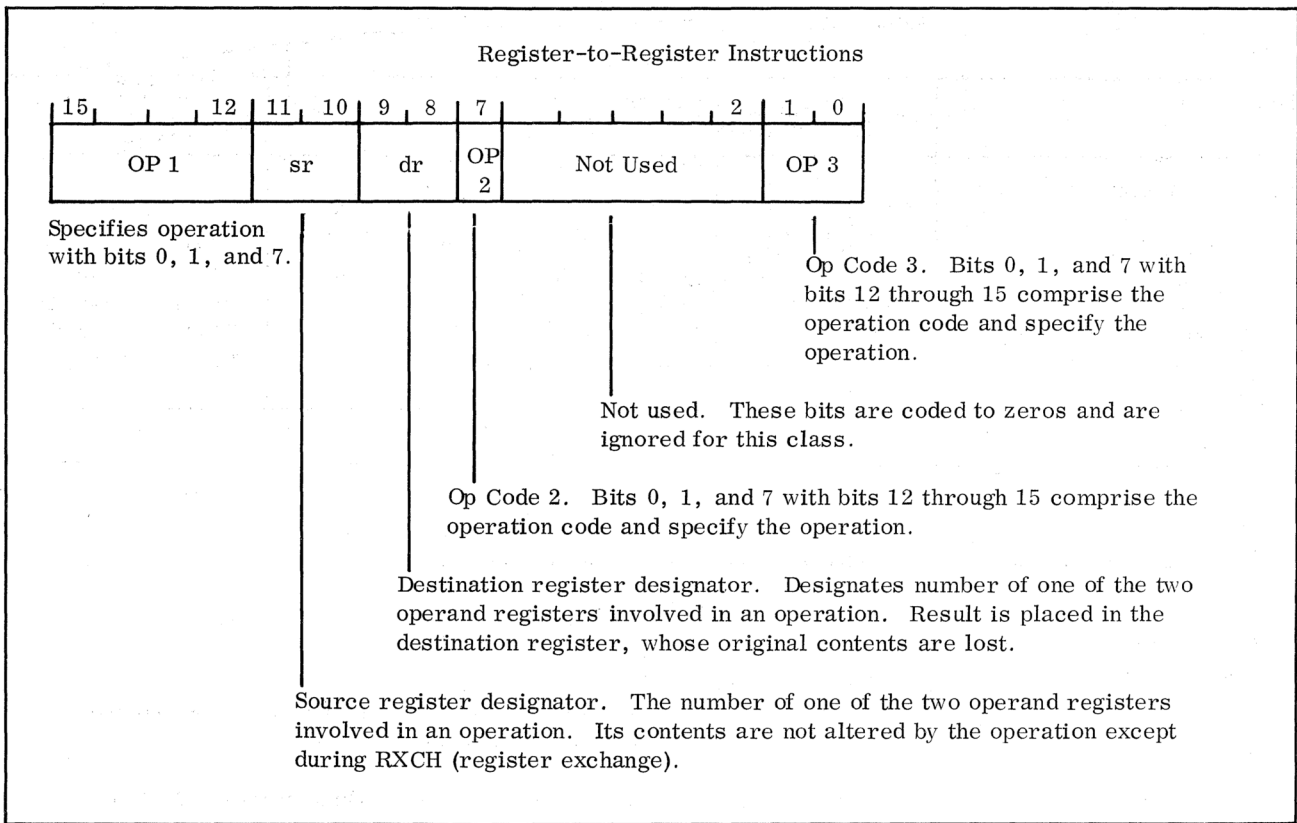 Register-to-Register Instructions
15 12 11 10 9 8 7 2 1 0
OP 1 sr dr OP 2 Not Used OP 3
Specifies operation
with bits 0, 1, and 7.
Op Code 3. Bits 0, 1, and 7 with
bits 12 through 15 comprise the
operation code and specify the
operation.
Not used. These bits are coded to zeros and are
ignored for this class.
Op Code 2. Bits 0, 1, and 7 with bits 12 through 15 comprise the
operation code and specify the operation.
Destination register designator. Designates number of one of the two
operand registers involved in an operation. Result is placed in the
destination register, whose original contents are lost.
Source register designator. The number of one of the two operand registers
involved in an operation. Its contents are not altered by the operation except
during RXCH (register exchange).